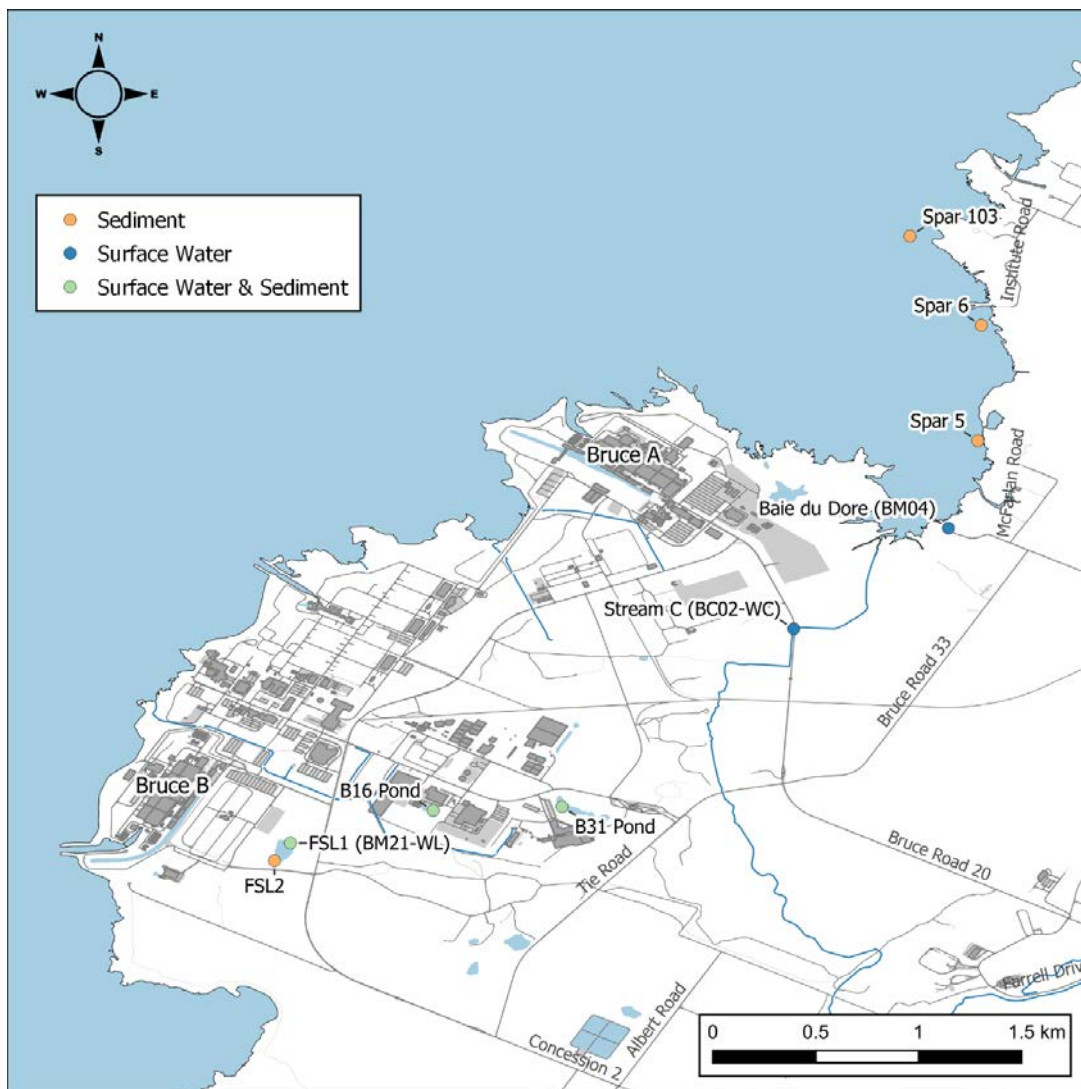 N
W E
S
Sediment
Surface Water
Surface Water & Sediment
Spar 103
Institute Road
Spar 6
Spar 5
McFarlan Road
Bruce A
Baie du Dore (BM04)
Stream C (BC02-WC)
Bruce Road 33
Bruce B
B16 Pond
B31 Pond
FSL1 (BM21-WL)
FSL2
Tie Road
Bruce Road 20
Farrell Driv
Albert Road
Concession 2
0 0.5 1 1.5 km